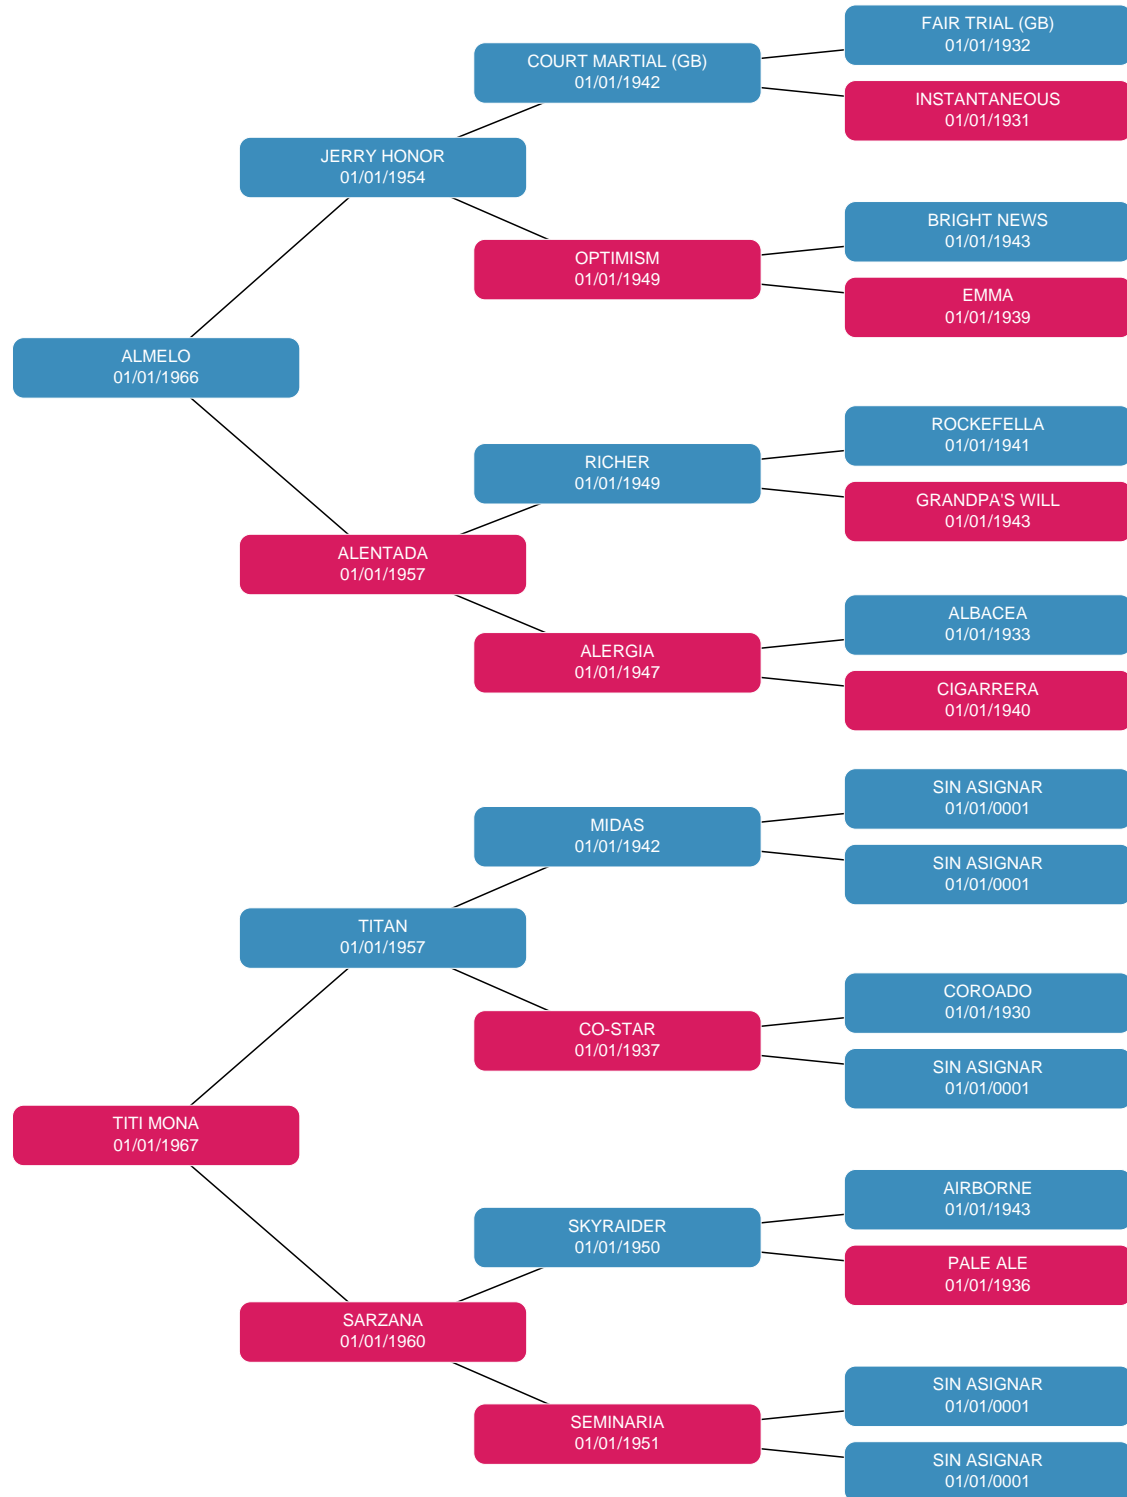 FAIR TRIAL (GB)
01/01/1932
COURT MARTIAL (GB)
01/01/1942
INSTANTANEOUS
01/01/1931
JERRY HONOR
01/01/1954
BRIGHT NEWS
01/01/1943
OPTIMISM
01/01/1949
EMMA
01/01/1939
ALMELO
01/01/1966
ROCKEFELLA
01/01/1941
RICHER
01/01/1949
GRANDPA'S WILL
01/01/1943
ALENTADA
01/01/1957
ALBACEA
01/01/1933
ALERGIA
01/01/1947
CIGARRERA
01/01/1940
SIN ASIGNAR
01/01/0001
MIDAS
01/01/1942
SIN ASIGNAR
01/01/0001
TITAN
01/01/1957
COROADO
01/01/1930
CO-STAR
01/01/1937
SIN ASIGNAR
01/01/0001
TITI MONA
01/01/1967
AIRBORNE
01/01/1943
SKYRAIDER
01/01/1950
PALE ALE
01/01/1936
SARZANA
01/01/1960
SIN ASIGNAR
01/01/0001
SEMINARIA
01/01/1951
SIN ASIGNAR
01/01/0001